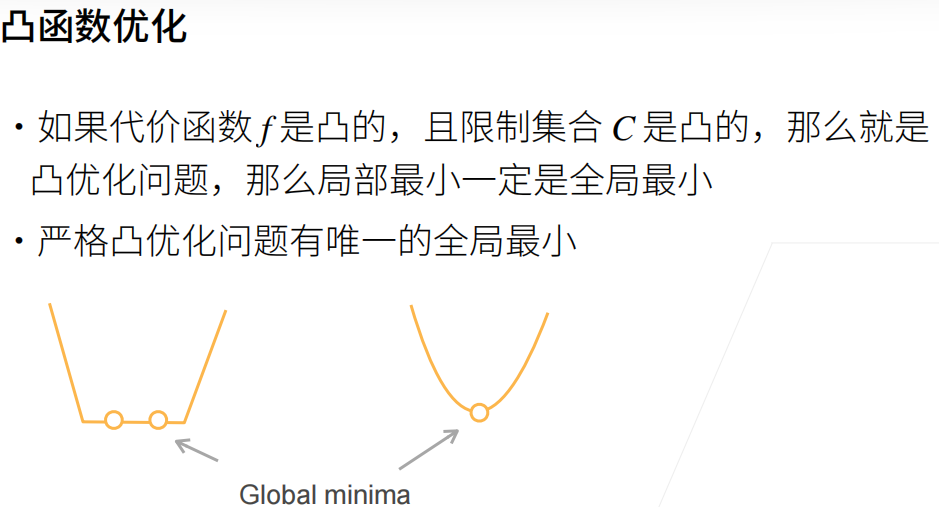 凸函数优化
• 如果代价函数 f 是凸的，且限制集合 C 是凸的，那么就是
凸优化问题，那么局部最小一定是全局最小
• 严格凸优化问题有唯一的全局最小
Global minima